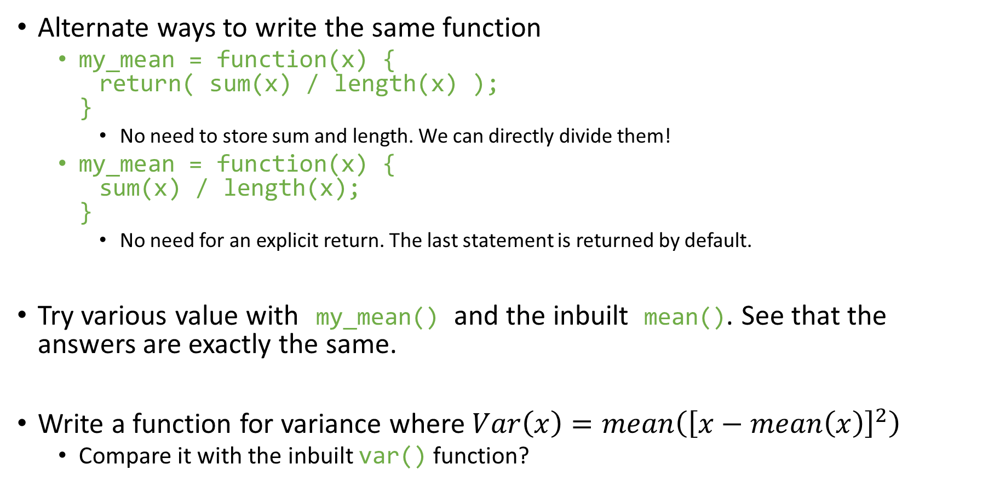 • Alternate ways to write the same function
• my_mean = function(x) {
return( sum(x) / length(x) );
}
• No need to store sum and length. We can directly divide them!
• my_mean = function(x) {
sum(x) / length(x);
}
• No need for an explicit return. The last statement is returned by default.
• Try various value with my_mean() and the inbuilt mean(). See that the
answers are exactly the same.
• Write a function for variance where 𝑉𝑎𝑟(𝑥) = 𝑚𝑒𝑎𝑛([𝑥 − 𝑚𝑒𝑎𝑛(𝑥)]²)
• Compare it with the inbuilt var() function?